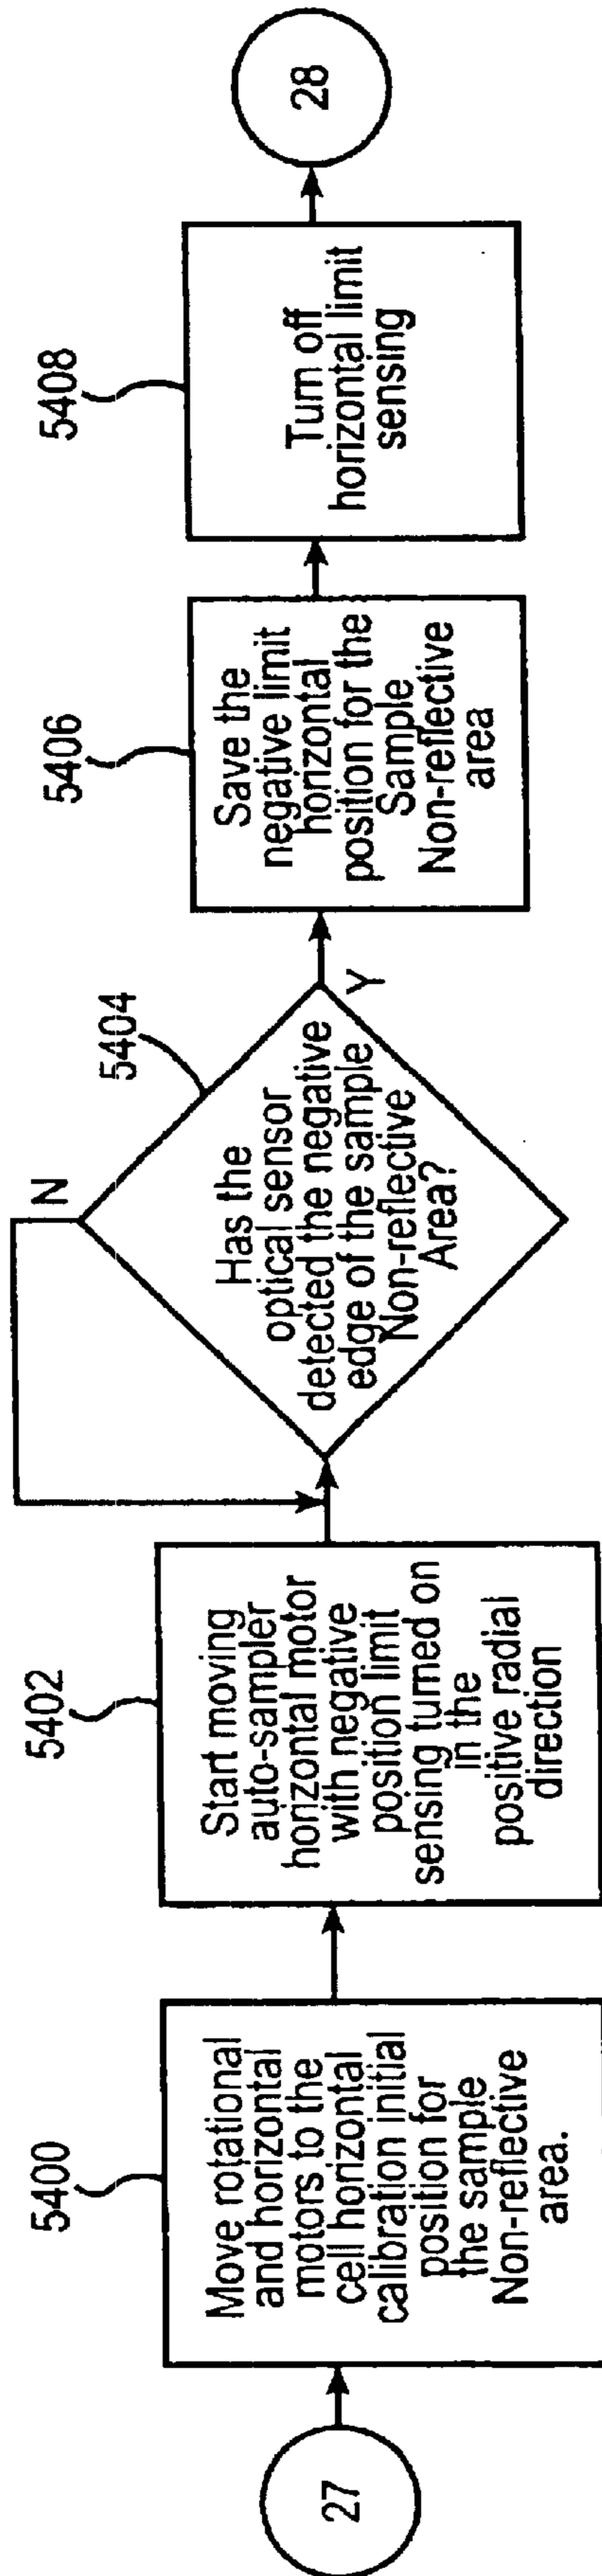 27
5400
Move rotational
and horizontal
motors to the
cell horizontal
calibration initial
position for
the sample
Non-reflective
area.
5402
Start moving
auto-sampler
horizontal motor
with negative
position limit
sensing turned on
in the
positive radial
direction
5404
Has the
optical sensor
detected the negative
edge of the sample
Non-reflective
Area?
N
Y
5406
Save the
negative limit
horizontal
position for the
Sample
Non-reflective
area
5408
Turn off
horizontal limit
sensing
28